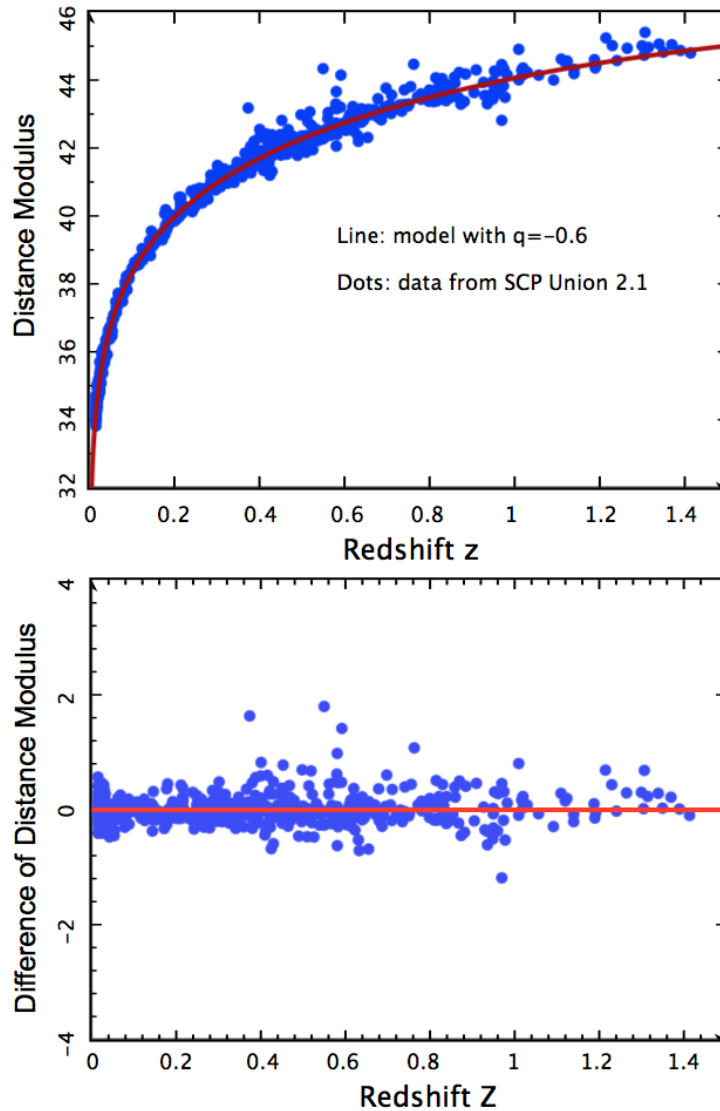 46
44
42
40
38
36
34
32
Distance Modulus
Line: model with q=−0.6
Dots: data from SCP Union 2.1
0 0.2 0.4 0.6 0.8 1 1.2 1.4
Redshift z
4
2
0
−2
−4
Difference of Distance Modulus
0 0.2 0.4 0.6 0.8 1 1.2 1.4
Redshift Z